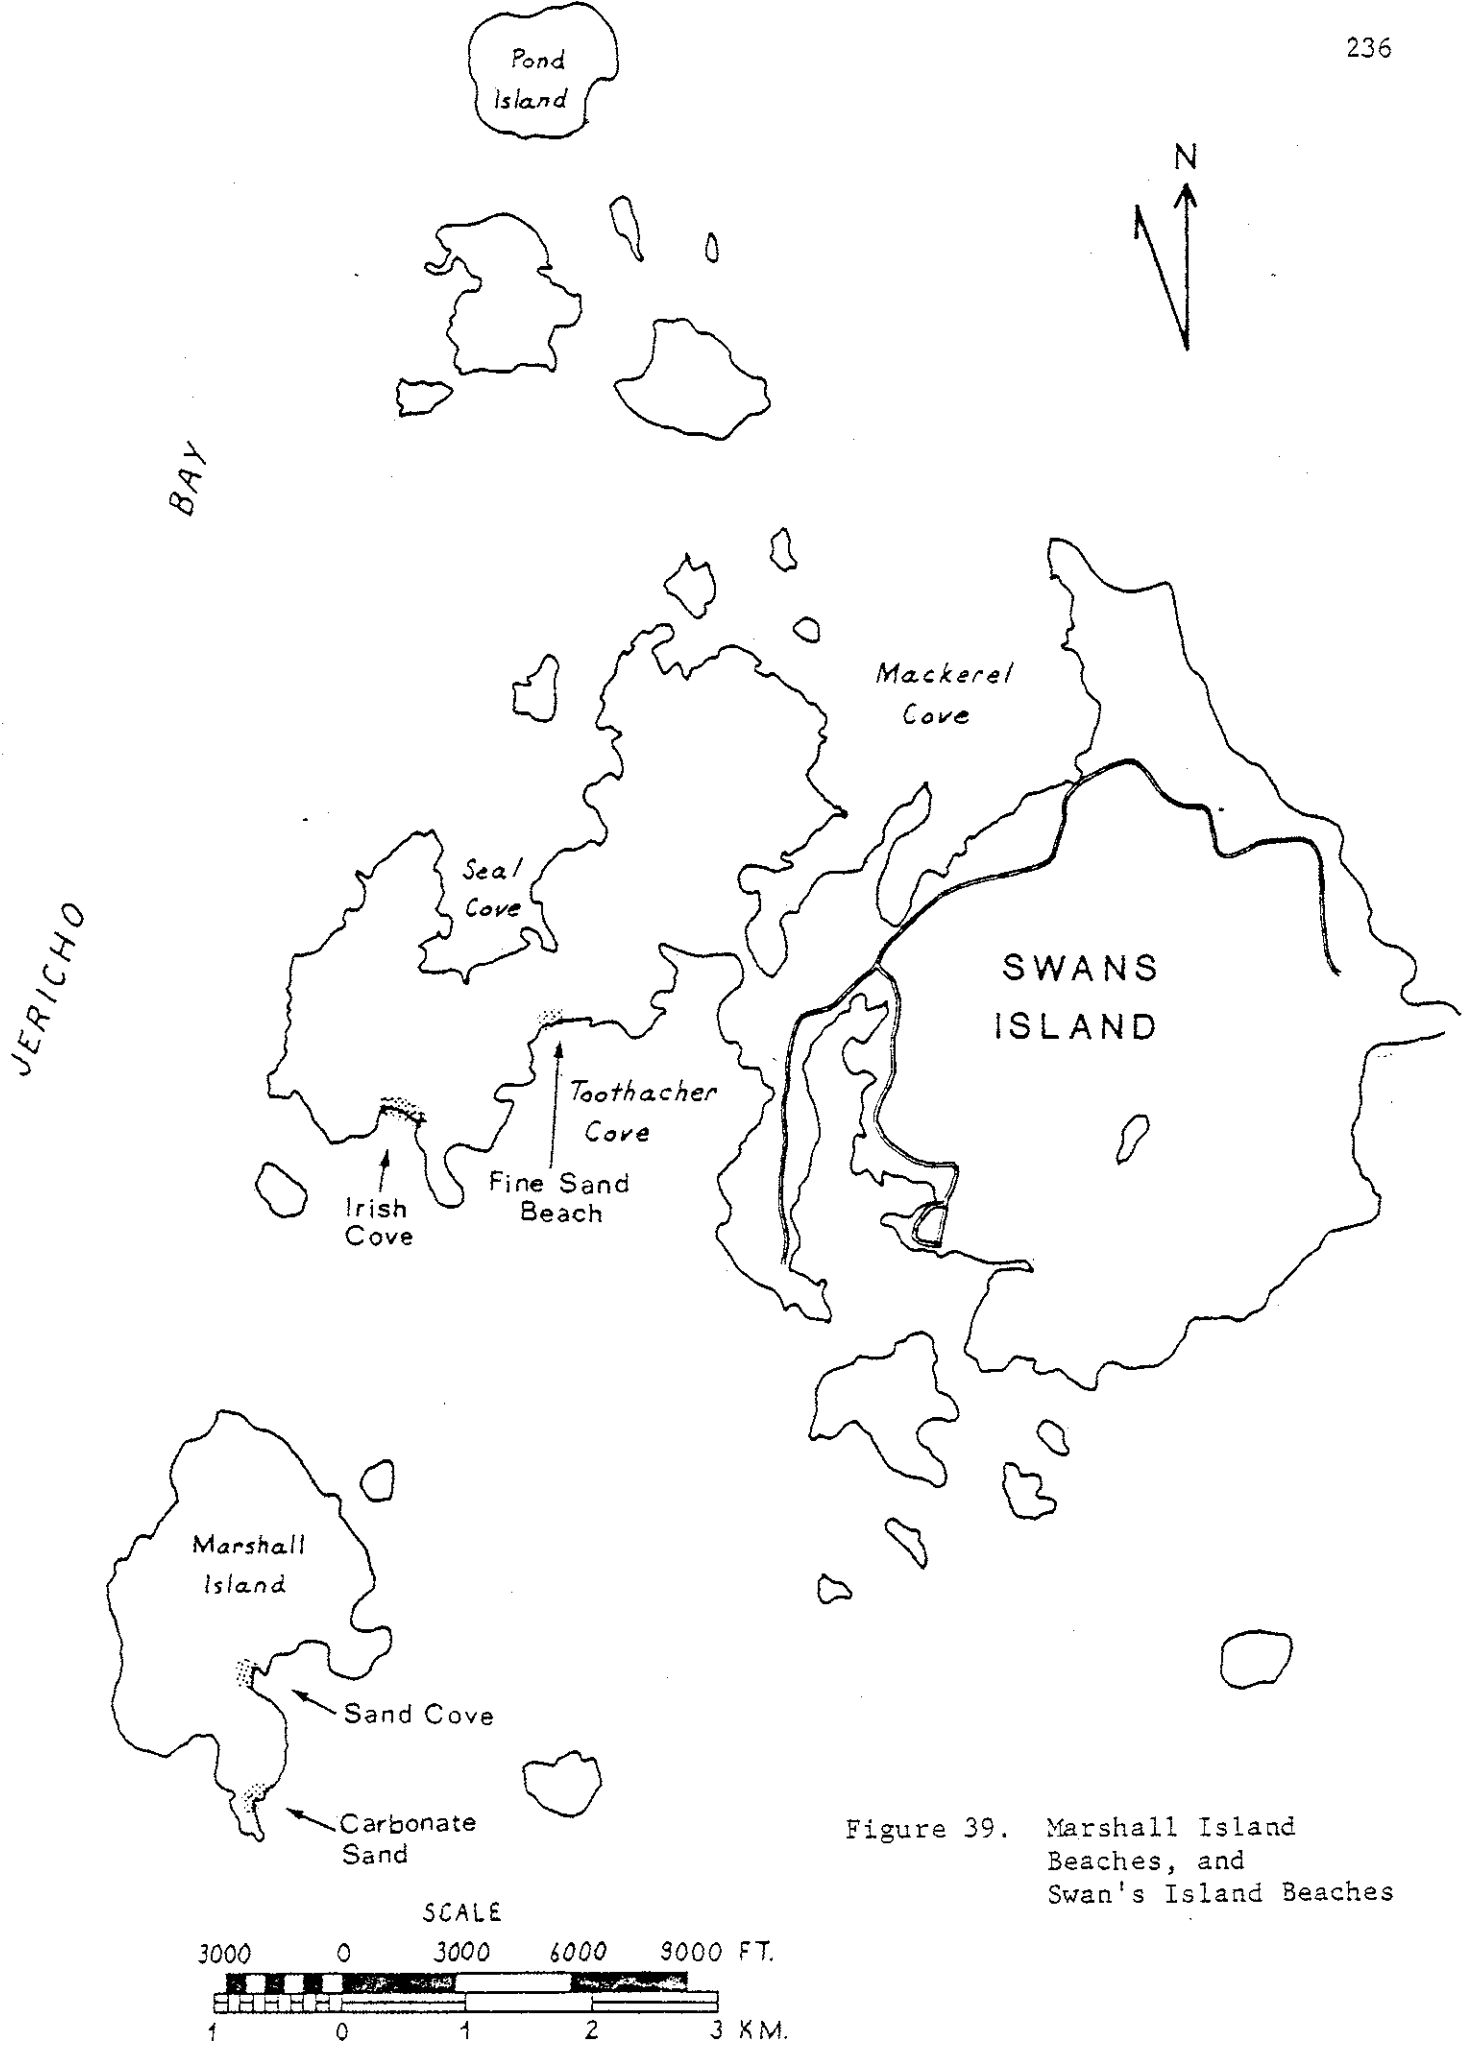 236
Pond
Island
N
BAY
Mackerel
Cove
Seal
Cove
JERICHO
SWANS
ISLAND
Toothacher
Cove
Fine Sand
Beach
Irish
Cove
Marshall
Island
Sand Cove
Carbonate
Sand
Figure 39. Marshall Island
Beaches, and
Swan's Island Beaches
SCALE
3000 0 3000 6000 9000 FT.
1 0 1 2 3 KM.